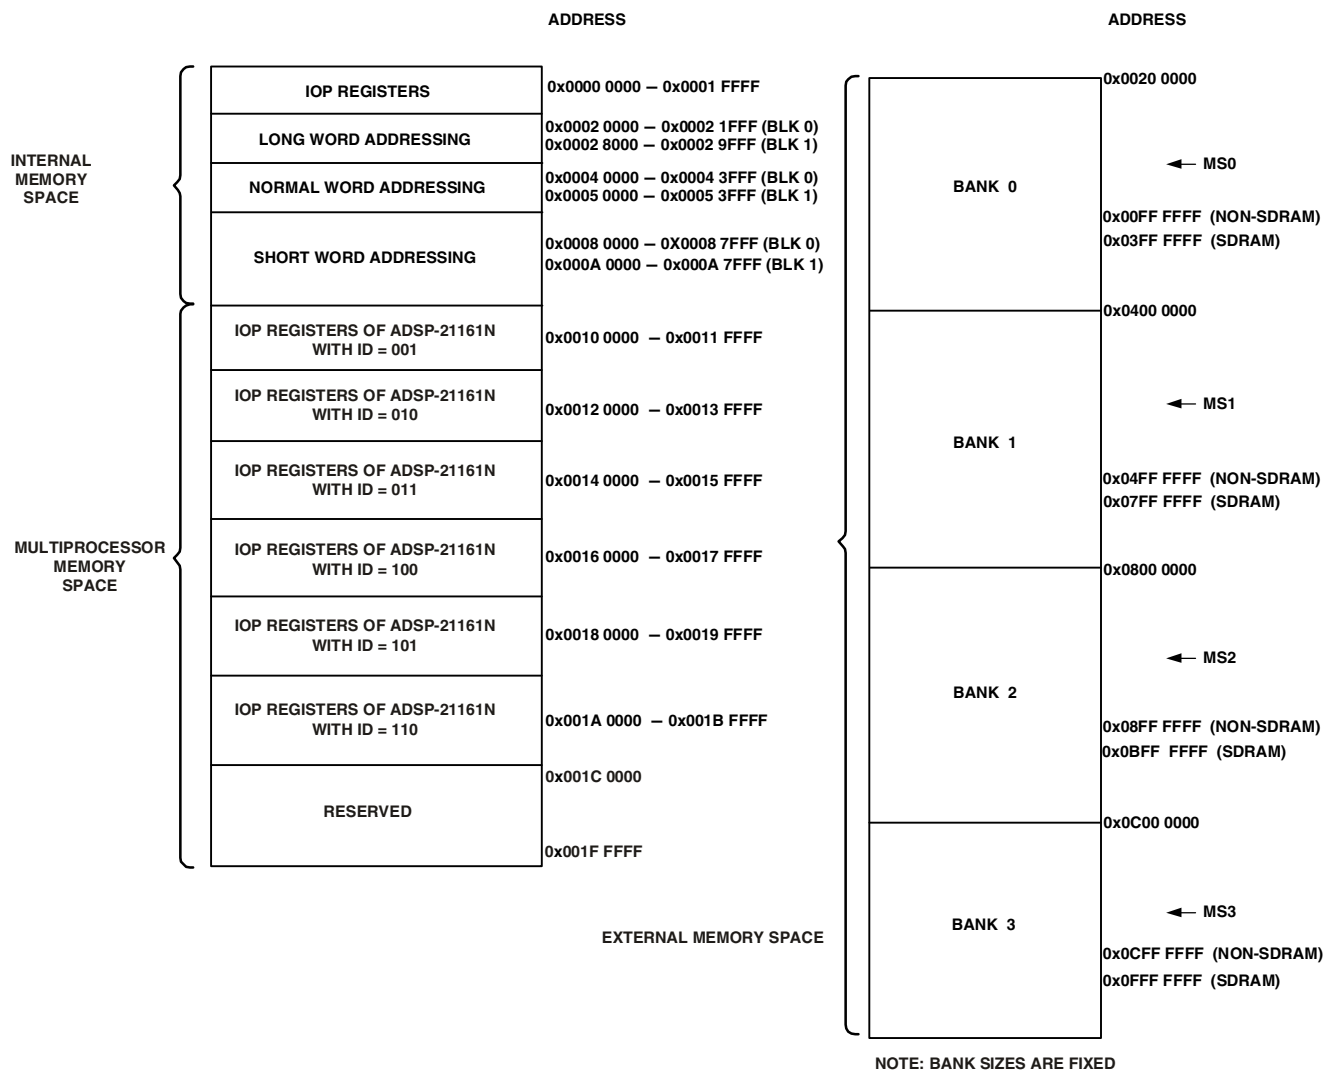 ADDRESS
INTERNAL
MEMORY
SPACE
IOP REGISTERS
0x0000 0000 – 0x0001 FFFF
LONG WORD ADDRESSING
0x0002 0000 – 0x0002 1FFF (BLK 0)
0x0002 8000 – 0x0002 9FFF (BLK 1)
NORMAL WORD ADDRESSING
0x0004 0000 – 0x0004 3FFF (BLK 0)
0x0005 0000 – 0x0005 3FFF (BLK 1)
SHORT WORD ADDRESSING
0x0008 0000 – 0X0008 7FFF (BLK 0)
0x000A 0000 – 0x000A 7FFF (BLK 1)
MULTIPROCESSOR
MEMORY
SPACE
IOP REGISTERS OF ADSP-21161N
WITH ID = 001
0x0010 0000 – 0x0011 FFFF
IOP REGISTERS OF ADSP-21161N
WITH ID = 010
0x0012 0000 – 0x0013 FFFF
IOP REGISTERS OF ADSP-21161N
WITH ID = 011
0x0014 0000 – 0x0015 FFFF
IOP REGISTERS OF ADSP-21161N
WITH ID = 100
0x0016 0000 – 0x0017 FFFF
IOP REGISTERS OF ADSP-21161N
WITH ID = 101
0x0018 0000 – 0x0019 FFFF
IOP REGISTERS OF ADSP-21161N
WITH ID = 110
0x001A 0000 – 0x001B FFFF
RESERVED
0x001C 0000
0x001F FFFF
ADDRESS
EXTERNAL MEMORY SPACE
BANK 0
0x0020 0000
MS0
0x00FF FFFF (NON-SDRAM)
0x03FF FFFF (SDRAM)
BANK 1
0x0400 0000
MS1
0x04FF FFFF (NON-SDRAM)
0x07FF FFFF (SDRAM)
BANK 2
0x0800 0000
MS2
0x08FF FFFF (NON-SDRAM)
0x0BFF FFFF (SDRAM)
BANK 3
0x0C00 0000
MS3
0x0CFF FFFF (NON-SDRAM)
0x0FFF FFFF (SDRAM)
NOTE: BANK SIZES ARE FIXED